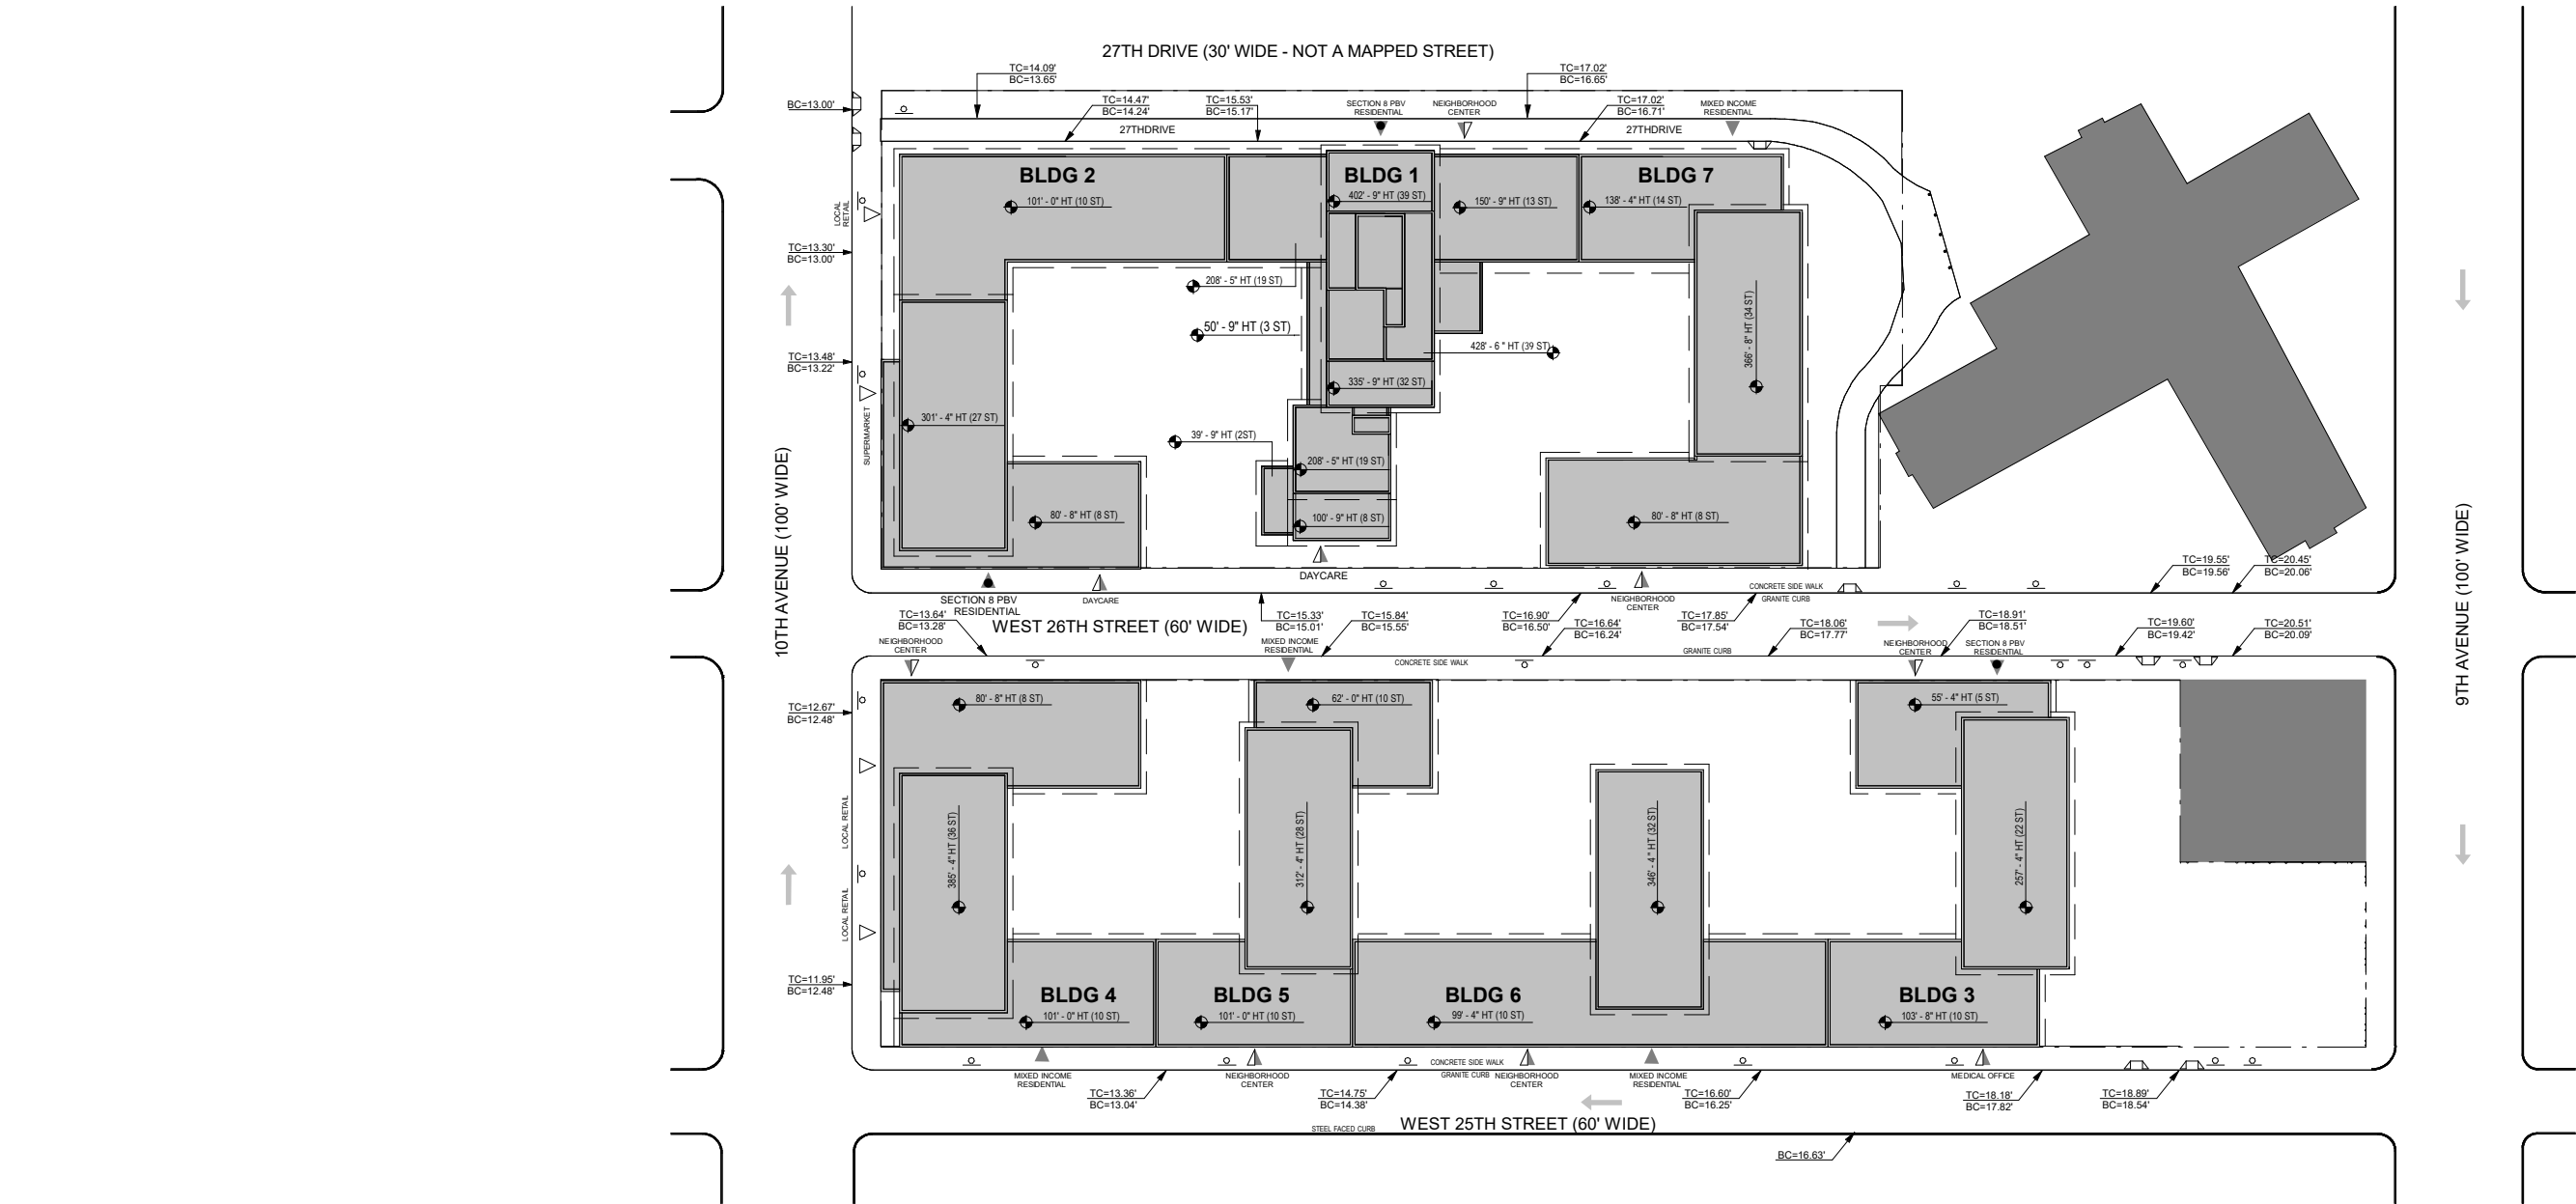 27TH DRIVE (30' WIDE - NOT A MAPPED STREET)
TC=14.09'
BC=13.65'
TC=17.02'
BC=16.65'
BC=13.00'
TC=14.47'
BC=14.24'
TC=15.53'
BC=15.17'
SECTION 8 PBV
RESIDENTIAL
NEIGHBORHOOD
CENTER
TC=17.02'
BC=16.71'
MIXED INCOME
RESIDENTIAL
27THDRIVE
27THDRIVE
BLDG 2
101' - 0" HT (10 ST)
BLDG 1
402' - 9" HT (39 ST)
150' - 9" HT (13 ST)
BLDG 7
138' - 4" HT (14 ST)
LOCAL
RETAIL
TC=13.30'
BC=13.00'
208' - 5" HT (19 ST)
50' - 9" HT (3 ST)
428' - 6 " HT (39 ST)
366' - 8" HT (34 ST)
TC=13.48'
BC=13.22'
335' - 9" HT (32 ST)
SUPERMARKET
301' - 4" HT (27 ST)
39' - 9" HT (2ST)
208' - 5" HT (19 ST)
80' - 8" HT (8 ST)
100' - 9" HT (8 ST)
80' - 8" HT (8 ST)
10TH AVENUE (100' WIDE)
9TH AVENUE (100' WIDE)
DAYCARE
TC=19.55'
BC=19.56'
TC=20.45'
BC=20.06'
SECTION 8 PBV
RESIDENTIAL
DAYCARE
NEIGHBORHOOD
CENTER
CONCRETE SIDE WALK
GRANITE CURB
TC=13.64'
BC=13.28'
WEST 26TH STREET (60' WIDE)
TC=15.33'
BC=15.01'
TC=15.84'
BC=15.55'
TC=16.90'
BC=16.50'
TC=16.64'
BC=16.24'
TC=17.85'
BC=17.54'
TC=18.06'
BC=17.77'
TC=18.91'
BC=18.51'
TC=19.60'
BC=19.42'
TC=20.51'
BC=20.09'
NEIGHBORHOOD
CENTER
MIXED INCOME
RESIDENTIAL
CONCRETE SIDE WALK
GRANITE CURB
NEIGHBORHOOD
CENTER
SECTION 8 PBV
RESIDENTIAL
TC=12.67'
BC=12.48'
80' - 8" HT (8 ST)
62' - 0" HT (10 ST)
55' - 4" HT (5 ST)
LOCAL RETAIL
385' - 4" HT (36 ST)
312' - 4" HT (28 ST)
346' - 4 " HT (32 ST)
257' - 4" HT (22 ST)
LOCAL RETAIL
TC=11.95'
BC=12.48'
BLDG 4
101' - 0" HT (10 ST)
BLDG 5
101' - 0" HT (10 ST)
BLDG 6
99' - 4" HT (10 ST)
BLDG 3
103' - 8" HT (10 ST)
MIXED INCOME
RESIDENTIAL
NEIGHBORHOOD
CENTER
CONCRETE SIDE WALK
GRANITE CURB
NEIGHBORHOOD
CENTER
MIXED INCOME
RESIDENTIAL
MEDICAL OFFICE
TC=13.36'
BC=13.04'
TC=14.75'
BC=14.38'
TC=16.60'
BC=16.25'
TC=18.18'
BC=17.82'
TC=18.89'
BC=18.54'
STEEL FACED CURB
WEST 25TH STREET (60' WIDE)
BC=16.63'